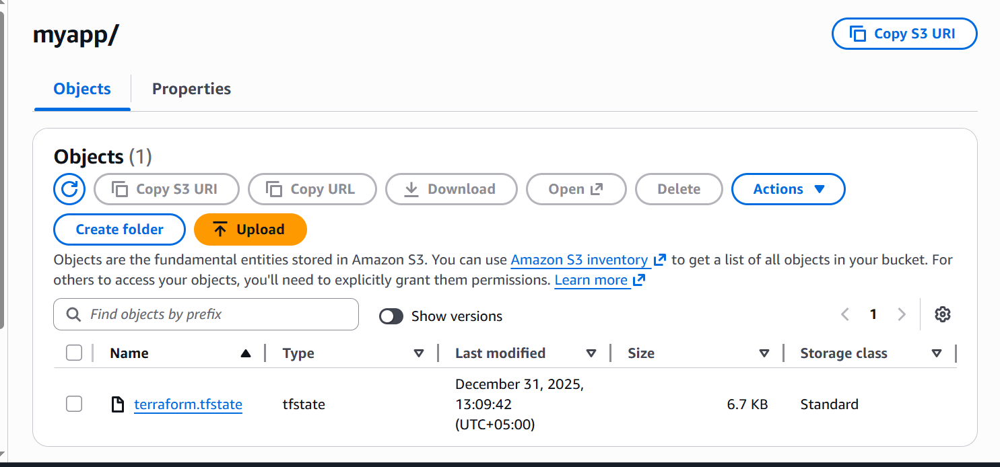 myapp/
Copy S3 URI
Objects
Properties
Objects (1)
Copy S3 URI
Copy URL
Download
Open
Delete
Actions
Create folder
Upload
Objects are the fundamental entities stored in Amazon S3. You can use Amazon S3 inventory to get a list of all objects in your bucket. For
others to access your objects, you'll need to explicitly grant them permissions. Learn more
Find objects by prefix
Show versions
1
Name
Type
Last modified
Size
Storage class
terraform.tfstate
tfstate
December 31, 2025,
13:09:42
(UTC+05:00)
6.7 KB
Standard